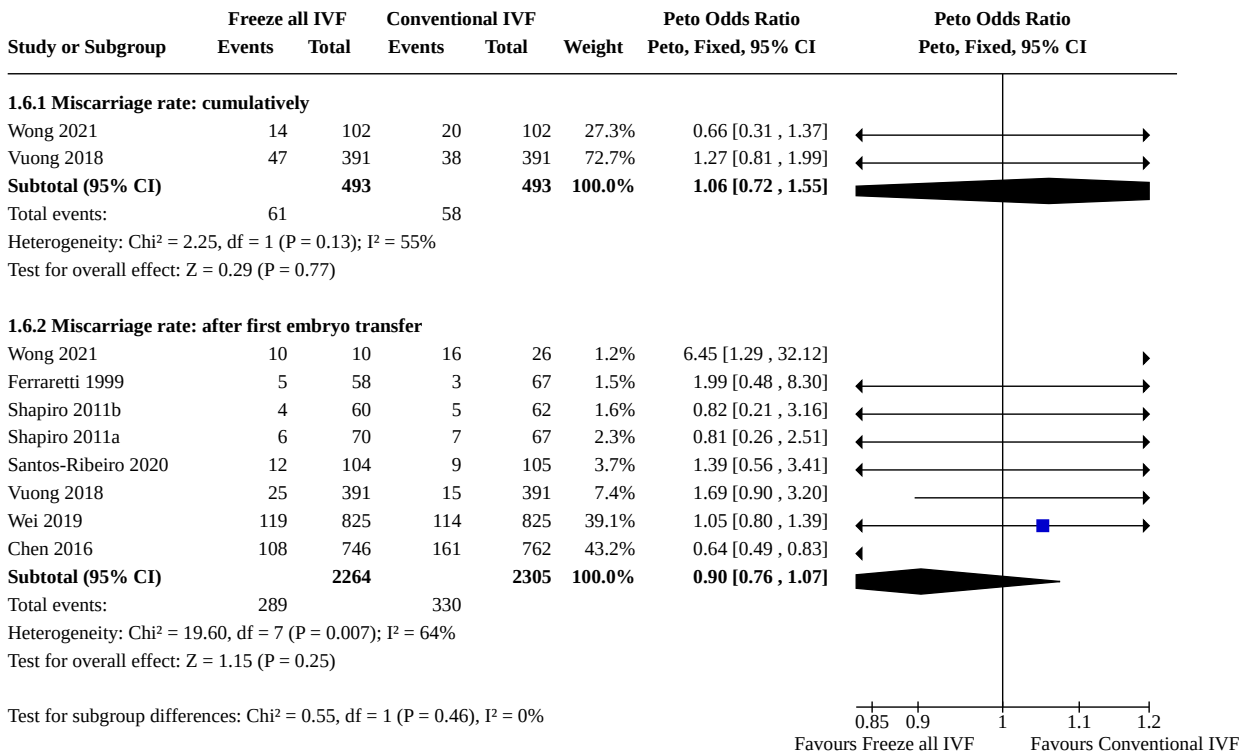 Freeze all IVF Conventional IVF Peto Odds Ratio Peto Odds Ratio
Study or Subgroup Events Total Events Total Weight Peto, Fixed, 95% CI Peto, Fixed, 95% CI
1.6.1 Miscarriage rate: cumulatively
Wong 2021 14 102 20 102 27.3% 0.66 [0.31 , 1.37]
Vuong 2018 47 391 38 391 72.7% 1.27 [0.81 , 1.99]
Subtotal (95% CI) 493 493 100.0% 1.06 [0.72 , 1.55]
Total events: 61 58
Heterogeneity: Chi² = 2.25, df = 1 (P = 0.13); I² = 55%
Test for overall effect: Z = 0.29 (P = 0.77)
1.6.2 Miscarriage rate: after first embryo transfer
Wong 2021 10 10 16 26 1.2% 6.45 [1.29 , 32.12]
Ferraretti 1999 5 58 3 67 1.5% 1.99 [0.48 , 8.30]
Shapiro 2011b 4 60 5 62 1.6% 0.82 [0.21 , 3.16]
Shapiro 2011a 6 70 7 67 2.3% 0.81 [0.26 , 2.51]
Santos-Ribeiro 2020 12 104 9 105 3.7% 1.39 [0.56 , 3.41]
Vuong 2018 25 391 15 391 7.4% 1.69 [0.90 , 3.20]
Wei 2019 119 825 114 825 39.1% 1.05 [0.80 , 1.39]
Chen 2016 108 746 161 762 43.2% 0.64 [0.49 , 0.83]
Subtotal (95% CI) 2264 2305 100.0% 0.90 [0.76 , 1.07]
Total events: 289 330
Heterogeneity: Chi² = 19.60, df = 7 (P = 0.007); I² = 64%
Test for overall effect: Z = 1.15 (P = 0.25)
Test for subgroup differences: Chi² = 0.55, df = 1 (P = 0.46), I² = 0%
0.85 0.9 1 1.1 1.2
Favours Freeze all IVF Favours Conventional IVF